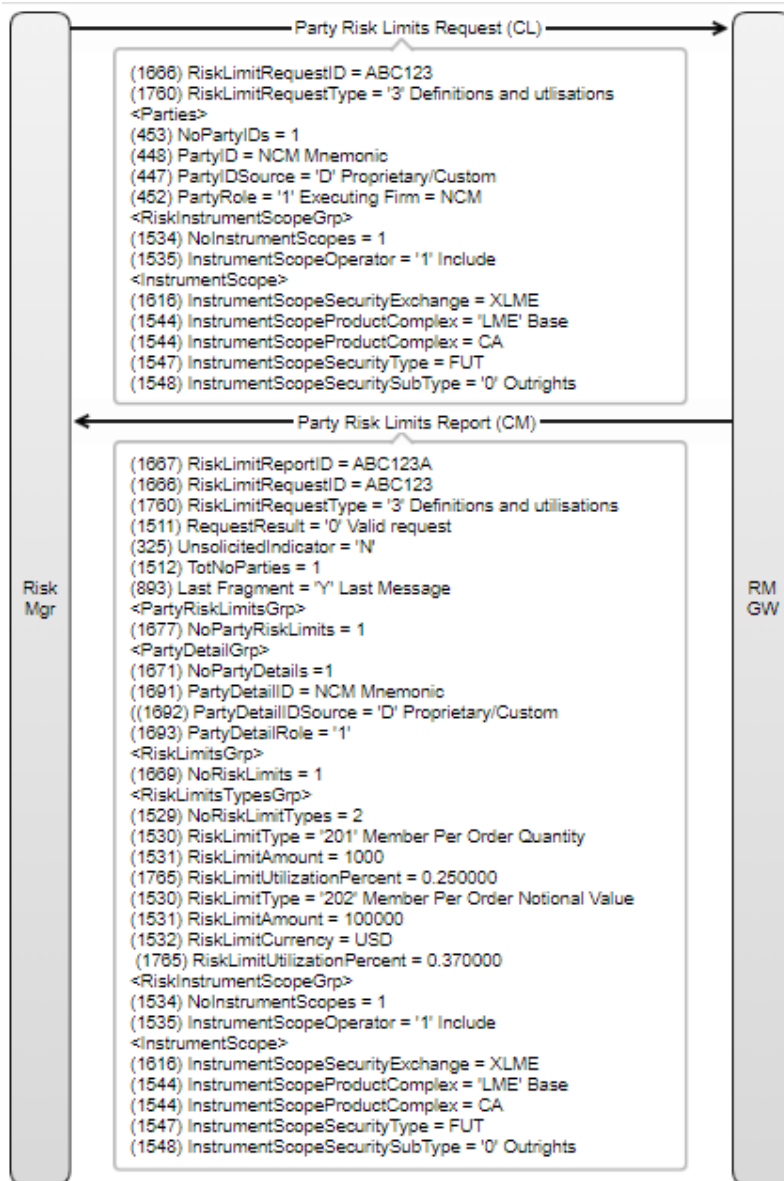 Party Risk Limits Request (CL)
(1666) RiskLimitRequestID = ABC123
(1760) RiskLimitRequestType = '3' Definitions and utlisations
<Parties>
(453) NoPartyIDs = 1
(448) PartyID = NCM Mnemonic
(447) PartyIDSource = 'D' Proprietary/Custom
(452) PartyRole = '1' Executing Firm = NCM
<RiskInstrumentScopeGrp>
(1534) NoInstrumentScopes = 1
(1535) InstrumentScopeOperator = '1' Include
<InstrumentScope>
(1616) InstrumentScopeSecurityExchange = XLME
(1544) InstrumentScopeProductComplex = 'LME' Base
(1544) InstrumentScopeProductComplex = CA
(1547) InstrumentScopeSecurityType = FUT
(1548) InstrumentScopeSecuritySubType = '0' Outrights
Party Risk Limits Report (CM)
(1667) RiskLimitReportID = ABC123A
(1666) RiskLimitRequestID = ABC123
(1760) RiskLimitRequestType = '3' Definitions and utilisations
(1511) RequestResult = '0' Valid request
(325) UnsolicitedIndicator = 'N'
(1512) TotNoParties = 1
(893) Last Fragment = 'Y' Last Message
<PartyRiskLimitsGrp>
(1677) NoPartyRiskLimits = 1
<PartyDetailGrp>
(1671) NoPartyDetails =1
(1691) PartyDetailID = NCM Mnemonic
((1692) PartyDetailIDSource = 'D' Proprietary/Custom
(1693) PartyDetailRole = '1'
<RiskLimitsGrp>
(1669) NoRiskLimits = 1
<RiskLimitsTypesGrp>
(1529) NoRiskLimitTypes = 2
(1530) RiskLimitType = '201' Member Per Order Quantity
(1531) RiskLimitAmount = 1000
(1765) RiskLimitUtilizationPercent = 0.250000
(1530) RiskLimitType = '202' Member Per Order Notional Value
(1531) RiskLimitAmount = 100000
(1532) RiskLimitCurrency = USD
(1765) RiskLimitUtilizationPercent = 0.370000
<RiskInstrumentScopeGrp>
(1534) NoInstrumentScopes = 1
(1535) InstrumentScopeOperator = '1' Include
<InstrumentScope>
(1616) InstrumentScopeSecurityExchange = XLME
(1544) InstrumentScopeProductComplex = 'LME' Base
(1544) InstrumentScopeProductComplex = CA
(1547) InstrumentScopeSecurityType = FUT
(1548) InstrumentScopeSecuritySubType = '0' Outrights
Risk
Mgr
RM
GW